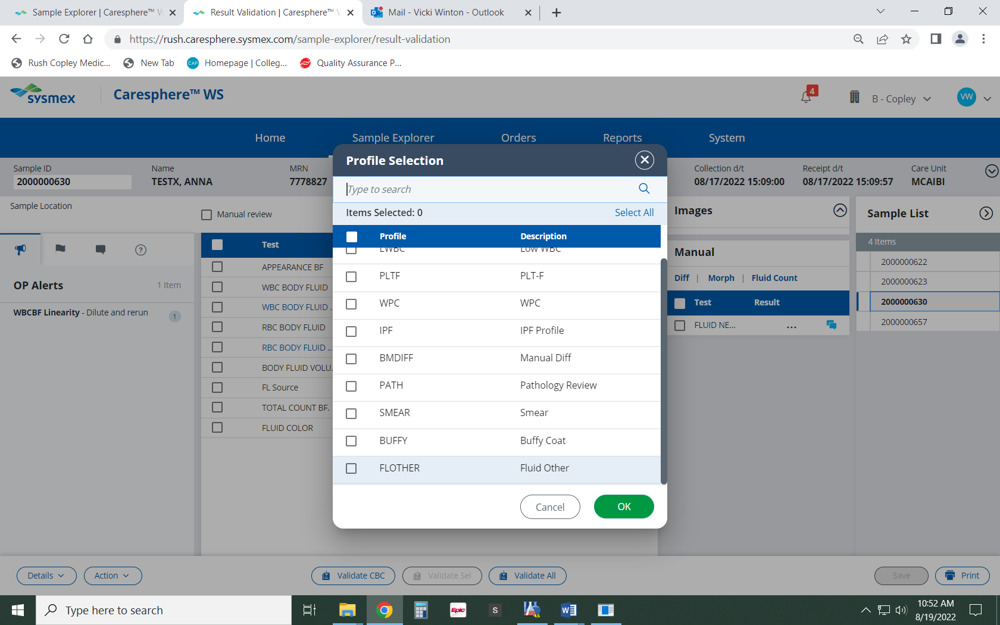 Sample Explorer | Caresphere™ W
Result Validation | Caresphere™ W
Mail - Vicki Winton - Outlook
https://rush.caresphere.sysmex.com/sample-explorer/result-validation
Rush Copley Medic...
New Tab
CAP
Homepage | Colleg...
Quality Assurance P...
sysmex
Caresphere™ WS
4
B - Copley
VW
Home
Sample Explorer
Orders
Reports
System
Sample ID
2000000630
Name
TESTX, ANNA
MRN
7778827
Collection d/t
08/17/2022 15:09:00
Receipt d/t
08/17/2022 15:09:57
Care Unit
MCAIBI
Sample Location
Manual review
OP Alerts
1 Item
WBCBF Linearity - Dilute and rerun
1
Test
APPEARANCE BF
WBC BODY FLUID
WBC BODY FLUID .
RBC BODY FLUID
RBC BODY FLUID ...
BODY FLUID VOLU.
FL Source
TOTAL COUNT BF.
FLUID COLOR
Profile Selection
Type to search
Items Selected: 0
Select All
Profile Description
LWBC Low WBC
PLTF PLT-F
WPC WPC
IPF IPF Profile
BMDIFF Manual Diff
PATH Pathology Review
SMEAR Smear
BUFFY Buffy Coat
FLOTHER Fluid Other
Cancel
OK
Images
Manual
Diff | Morph | Fluid Count
Test Result
FLUID NE... ...
Sample List
4 Items
2000000622
2000000623
2000000630
2000000657
Details
Action
Validate CBC
Validate Sel
Validate All
Save
Print
Type here to search
Epic
S
4.5
W
10:52 AM
8/19/2022